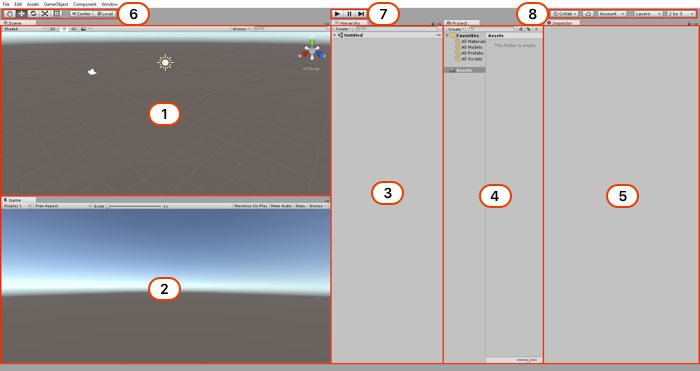 File Edit Assets GameObject Component Window
Center Local
6
7
8
Collab Account Layers 2 by 3
Scene
Shaded 2D
Gizmos
Persp
1
Game
Display 1 Free Aspect Scale 1x Maximize On Play Mute Audio Stats Gizmos
2
Hierarchy
Create
Untitled
3
Project
Create
Favorites
All Materials
All Models
All Prefabs
All Scripts
Assets
Assets
This folder is empty
4
Inspector
5